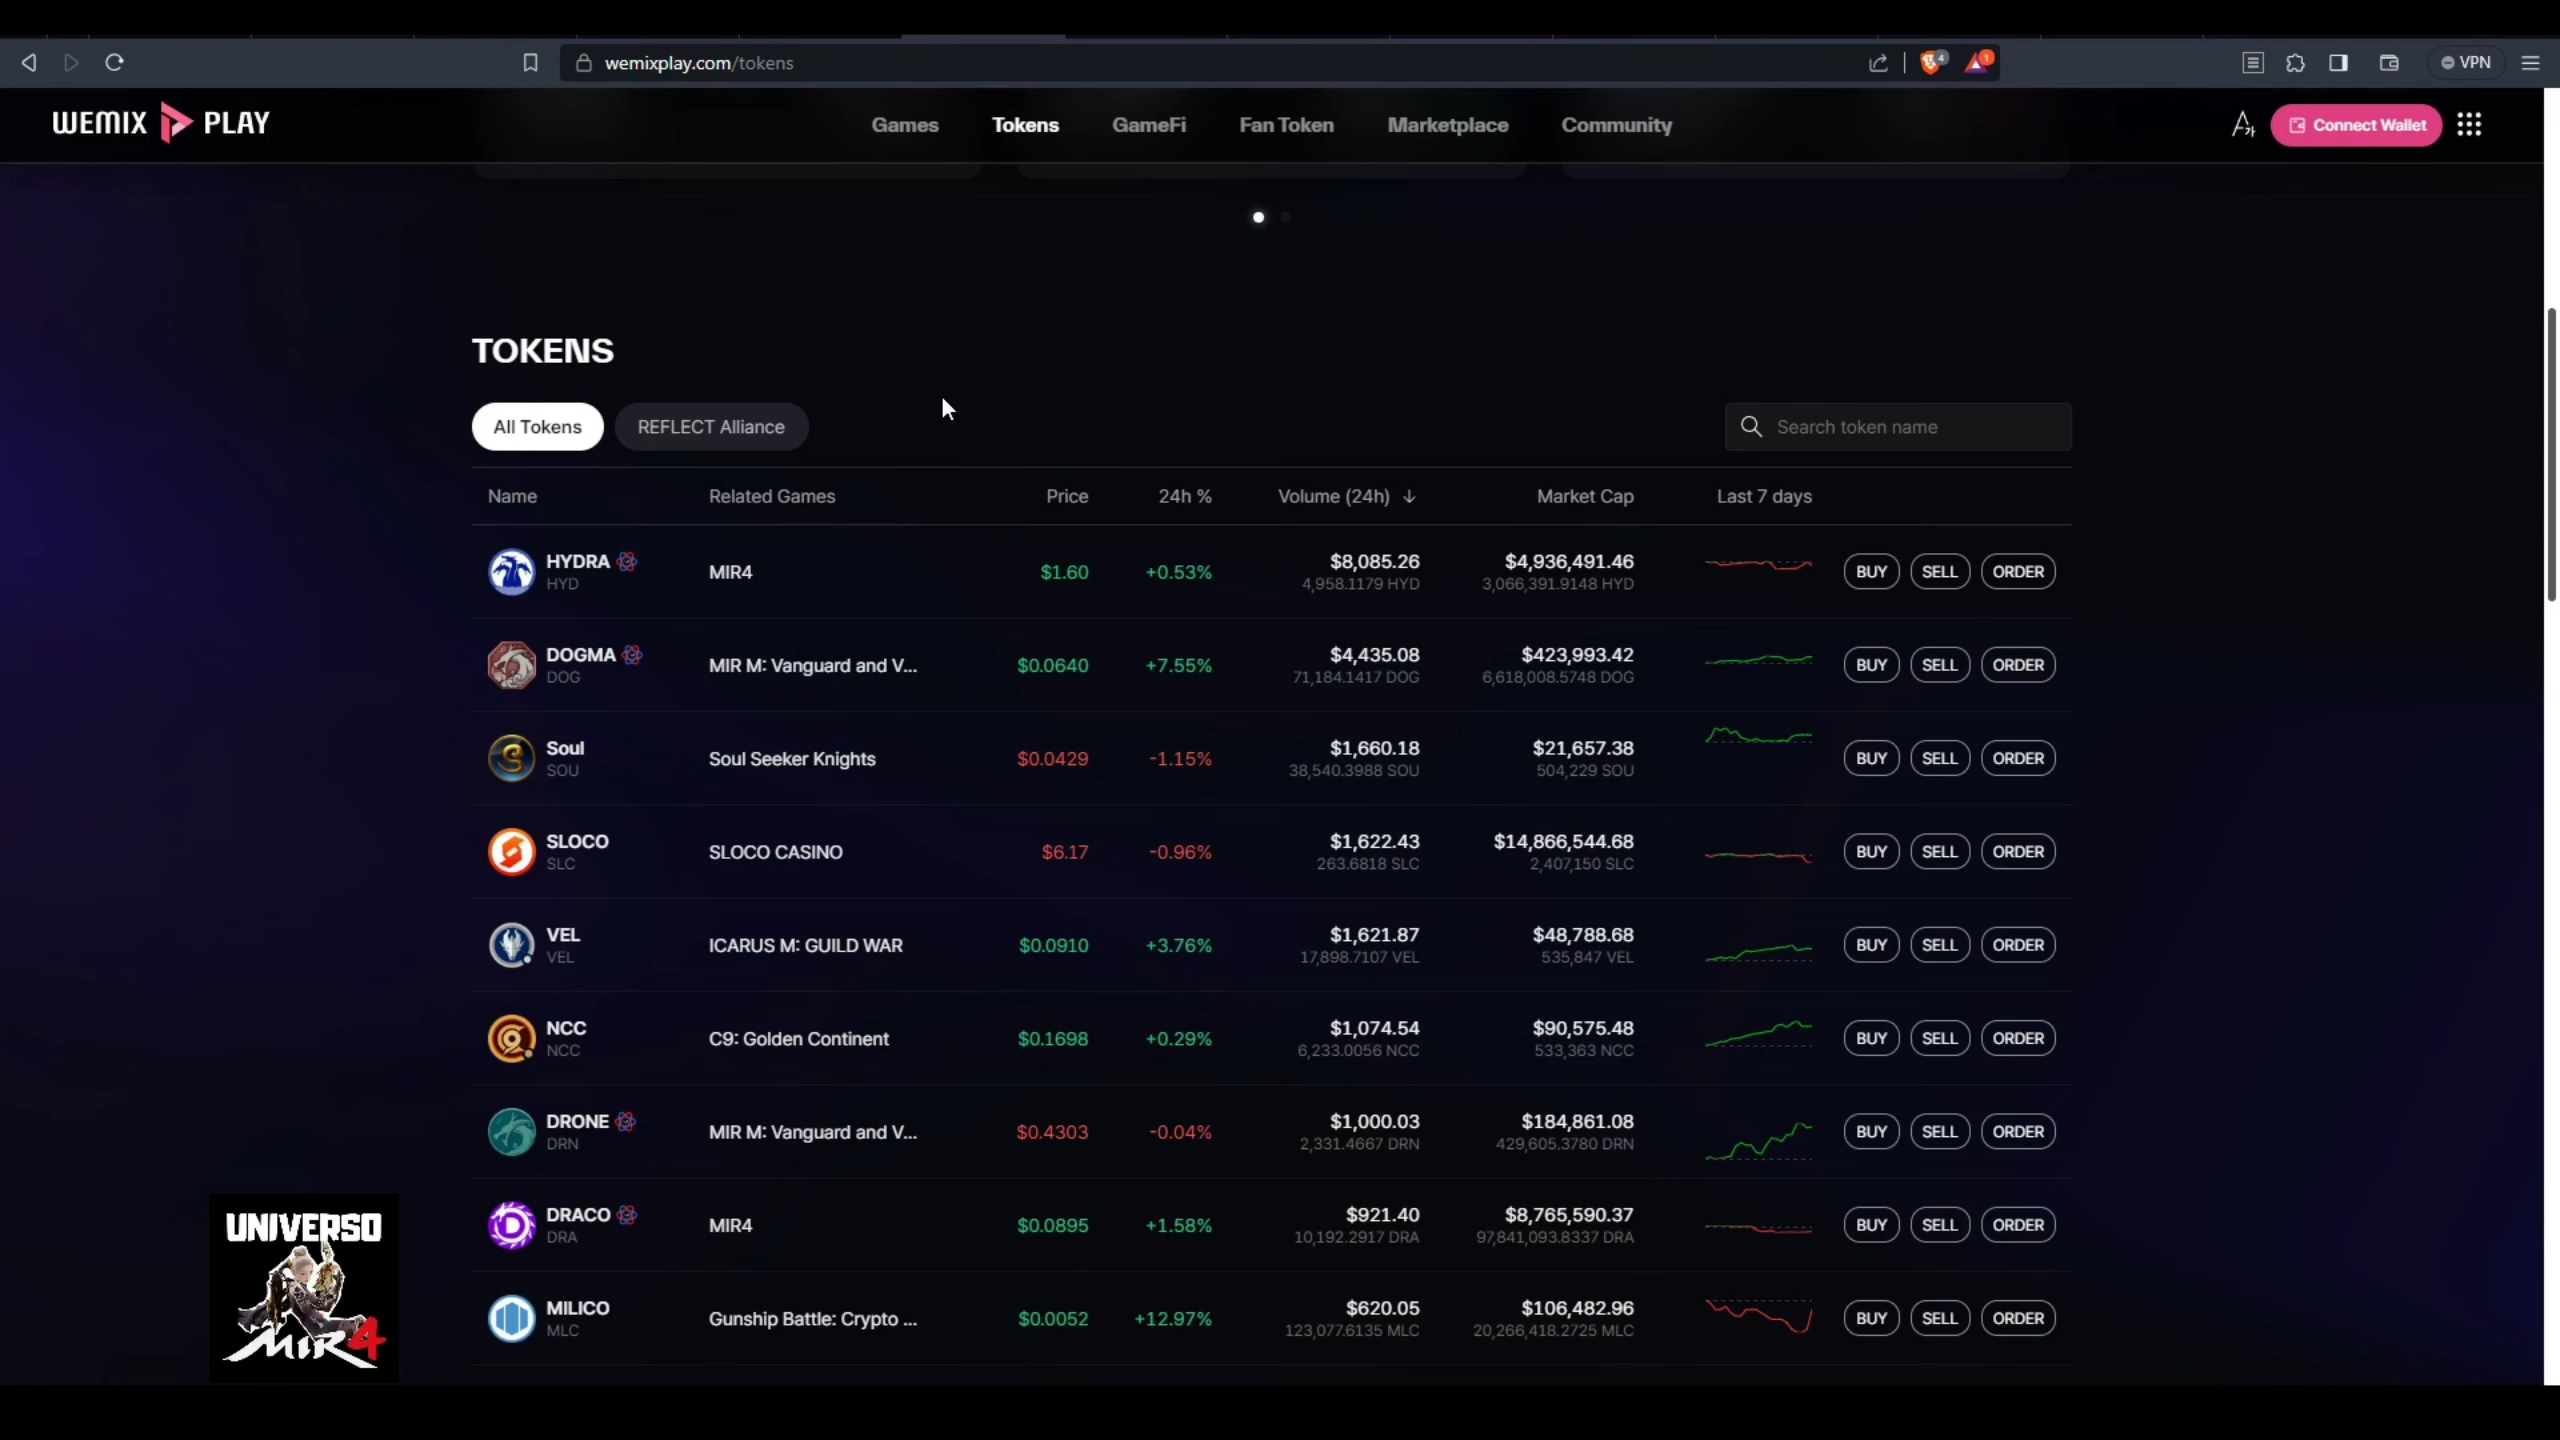 wemixplay.com/tokens
4
1
VPN
WEMIX PLAY
Games
Tokens
GameFi
Fan Token
Marketplace
Community
Connect Wallet
TOKENS
All Tokens
REFLECT Alliance
Search token name
Name Related Games Price 24h % Volume (24h) Market Cap Last 7 days
HYDRA $8,085.26 $4,936,491.46
MIR4 $1.60 +0.53% BUY SELL ORDER
HYD 4,958.1179 HYD 3,066,391.9148 HYD
DOGMA $4,435.08 $423,993.42
MIR M: Vanguard and V... $0.0640 +7.55% BUY SELL ORDER
DOG 71,184.1417 DOG 6,618,008.5748 DOG
Soul $1,660.18 $21,657.38
Soul Seeker Knights $0.0429 -1.15% BUY SELL ORDER
SOU 38,540.3988 SOU 504,229 SOU
SLOCO $1,622.43 $14,866,544.68
SLOCO CASINO $6.17 -0.96% BUY SELL ORDER
SLC 263.6818 SLC 2,407,150 SLC
VEL $1,621.87 $48,788.68
ICARUS M: GUILD WAR $0.0910 +3.76% BUY SELL ORDER
VEL 17,898.7107 VEL 535,847 VEL
NCC $1,074.54 $90,575.48
C9: Golden Continent $0.1698 +0.29% BUY SELL ORDER
NCC 6,233.0056 NCC 533,363 NCC
DRONE $1,000.03 $184,861.08
MIR M: Vanguard and V... $0.4303 -0.04% BUY SELL ORDER
DRN 2,331.4667 DRN 429,605.3780 DRN
DRACO $921.40 $8,765,590.37
MIR4 $0.0895 +1.58% BUY SELL ORDER
DRA 10,192.2917 DRA 97,841,093.8337 DRA
MILICO $620.05 $106,482.96
Gunship Battle: Crypto ... $0.0052 +12.97% BUY SELL ORDER
MLC 123,077.6135 MLC 20,266,418.2725 MLC
UNIVERSO
MIR4